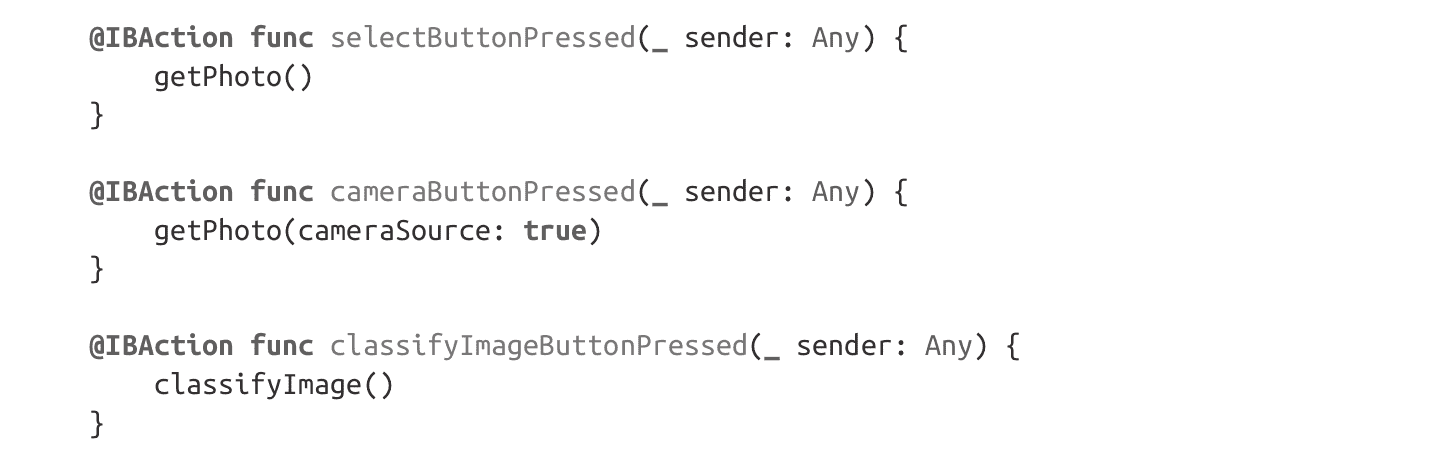 @IBAction func selectButtonPressed(_ sender: Any) {
    getPhoto()
}
@IBAction func cameraButtonPressed(_ sender: Any) {
    getPhoto(cameraSource: true)
}
@IBAction func classifyImageButtonPressed(_ sender: Any) {
    classifyImage()
}